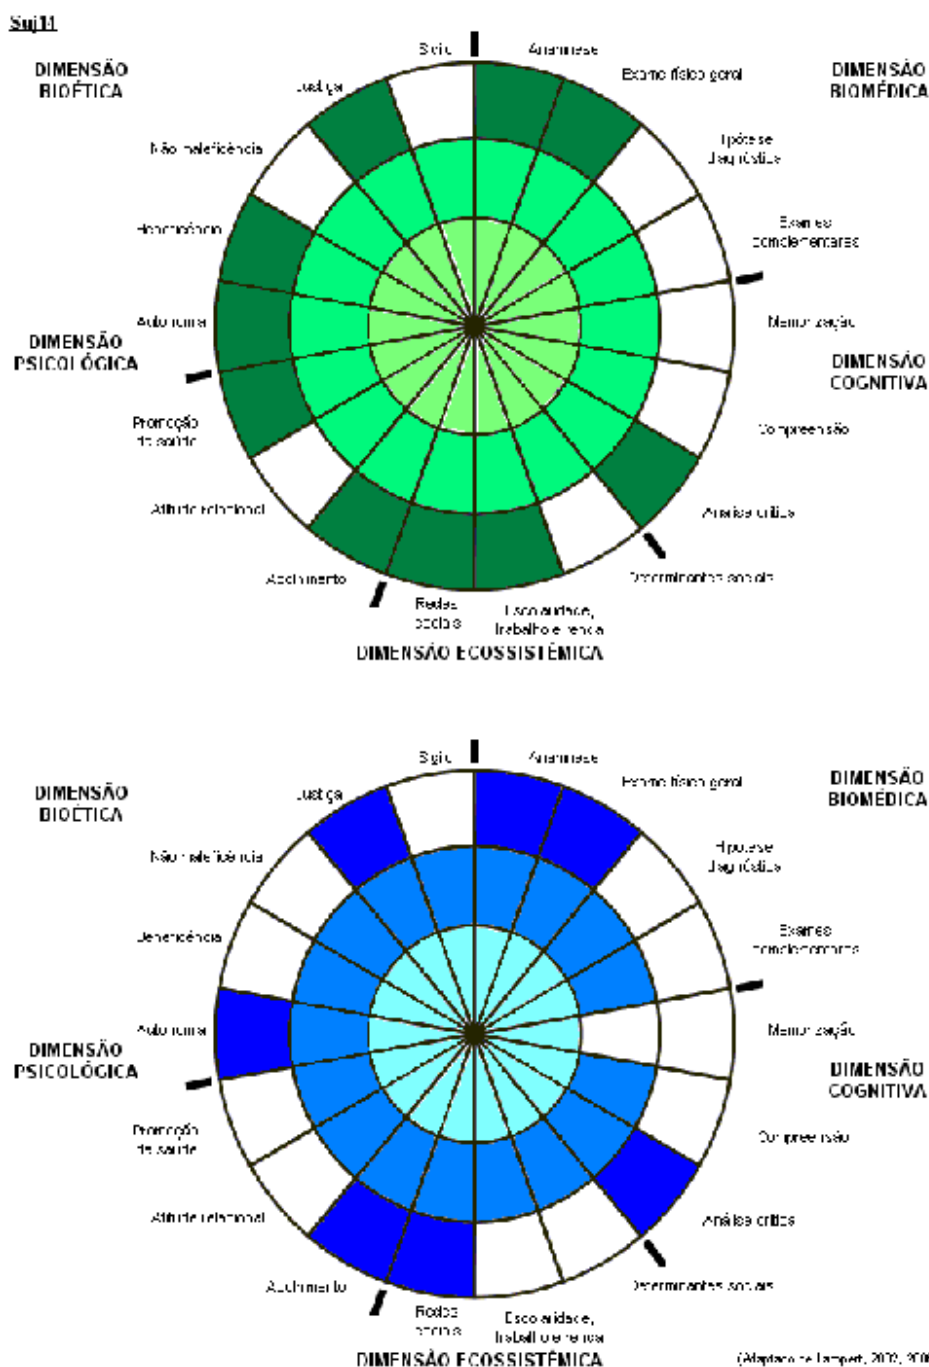 Suj14
Sigilo
Anamnese
DIMENSÃO
BIOÉTICA
Justiça
Exame físico geral
DIMENSÃO
BIOMÉDICA
Não maleficência
Hipótese
diagnóstica
Beneficência
Exames
complementares
Autonomia
Memorização
DIMENSÃO
PSICOLÓGICA
DIMENSÃO
COGNITIVA
Promoção
da saúde
Compreensão
Atitude relacional
Análise crítica
Acolhimento
Determinantes sociais
Redes
sociais
Escolaridade,
trabalho e renda
DIMENSÃO ECOSSISTÊMICA
Sigilo
Anamnese
DIMENSÃO
BIOÉTICA
Justiça
Exame físico geral
DIMENSÃO
BIOMÉDICA
Não maleficência
Hipótese
diagnóstica
Beneficência
Exames
complementares
Autonomia
Memorização
DIMENSÃO
PSICOLÓGICA
DIMENSÃO
COGNITIVA
Promoção
da saúde
Compreensão
Atitude relacional
Análise crítica
Acolhimento
Determinantes sociais
Redes
sociais
Escolaridade,
trabalho e renda
DIMENSÃO ECOSSISTÊMICA
(Adaptado de Lampert, 2002,